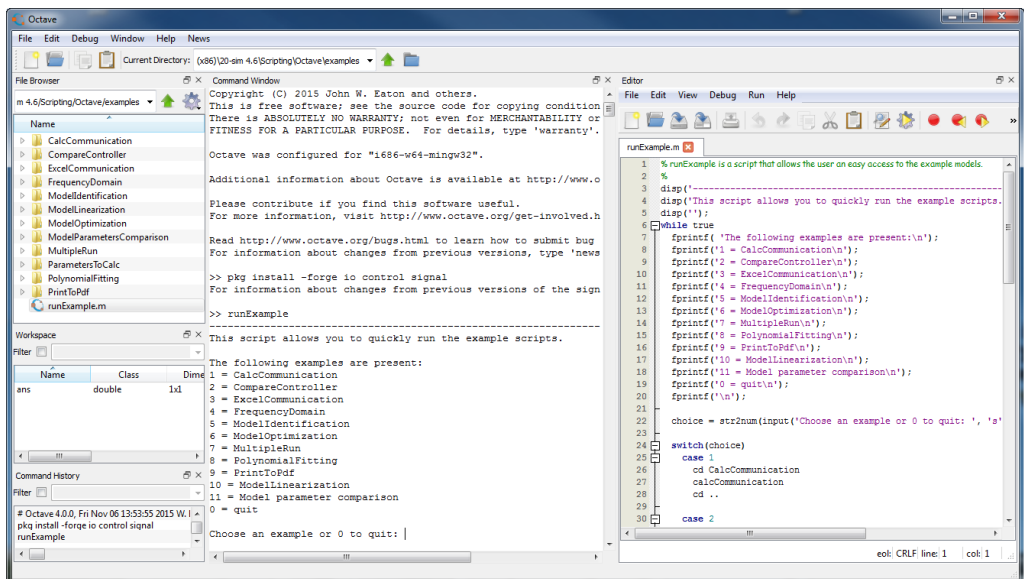 Octave
File Edit Debug Window Help News
Current Directory: (x86)\20-sim 4.6\Scripting\Octave\examples
File Browser
m 4.6/Scripting/Octave/examples
Name
CalcCommunication
CompareController
ExcelCommunication
FrequencyDomain
ModelIdentification
ModelLinearization
ModelOptimization
ModelParametersComparison
MultipleRun
ParametersToCalc
PolynomialFitting
PrintToPdf
runExample.m
Workspace
Filter
Name Class Dime
ans double 1x1
Command History
Filter
# Octave 4.0.0, Fri Nov 06 13:53:55 2015 W. 
pkg install -forge io control signal
runExample
Command Window
Copyright (C) 2015 John W. Eaton and others.
This is free software; see the source code for copying condition
There is ABSOLUTELY NO WARRANTY; not even for MERCHANTABILITY or
FITNESS FOR A PARTICULAR PURPOSE.  For details, type 'warranty'.
Octave was configured for "i686-w64-mingw32".
Additional information about Octave is available at http://www.o
Please contribute if you find this software useful.
For more information, visit http://www.octave.org/get-involved.h
Read http://www.octave.org/bugs.html to learn how to submit bug
For information about changes from previous versions, type 'news
>> pkg install -forge io control signal
For information about changes from previous versions of the sign
>> runExample
----------------------------------------------------------------
This script allows you to quickly run the example scripts.
The following examples are present:
1 = CalcCommunication
2 = CompareController
3 = ExcelCommunication
4 = FrequencyDomain
5 = ModelIdentification
6 = ModelOptimization
7 = MultipleRun
8 = PolynomialFitting
9 = PrintToPdf
10 = ModelLinearization
11 = Model parameter comparison
0 = quit
Choose an example or 0 to quit:
Editor
File Edit View Debug Run Help
»
runExample.m
1 % runExample is a script that allows the user an easy access to the example models.
2 %
3 disp('--------------------------------------------------
4 disp('This script allows you to quickly run the example scripts.
5 disp('');
6 while true
7 fprintf( 'The following examples are present:\n');
8 fprintf('1 = CalcCommunication\n');
9 fprintf('2 = CompareController\n');
10 fprintf('3 = ExcelCommunication\n');
11 fprintf('4 = FrequencyDomain\n');
12 fprintf('5 = ModelIdentification\n');
13 fprintf('6 = ModelOptimization\n');
14 fprintf('7 = MultipleRun\n');
15 fprintf('8 = PolynomialFitting\n');
16 fprintf('9 = PrintToPdf\n');
17 fprintf('10 = ModelLinearization\n');
18 fprintf('11 = Model parameter comparison\n');
19 fprintf('0 = quit\n');
20 fprintf('\n');
21
22 choice = str2num(input('Choose an example or 0 to quit: ', 's'
23
24 switch(choice)
25 case 1
26 cd CalcCommunication
27 calcCommunication
28 cd ..
29
30 case 2
eol: CRLF line: 1 col: 1